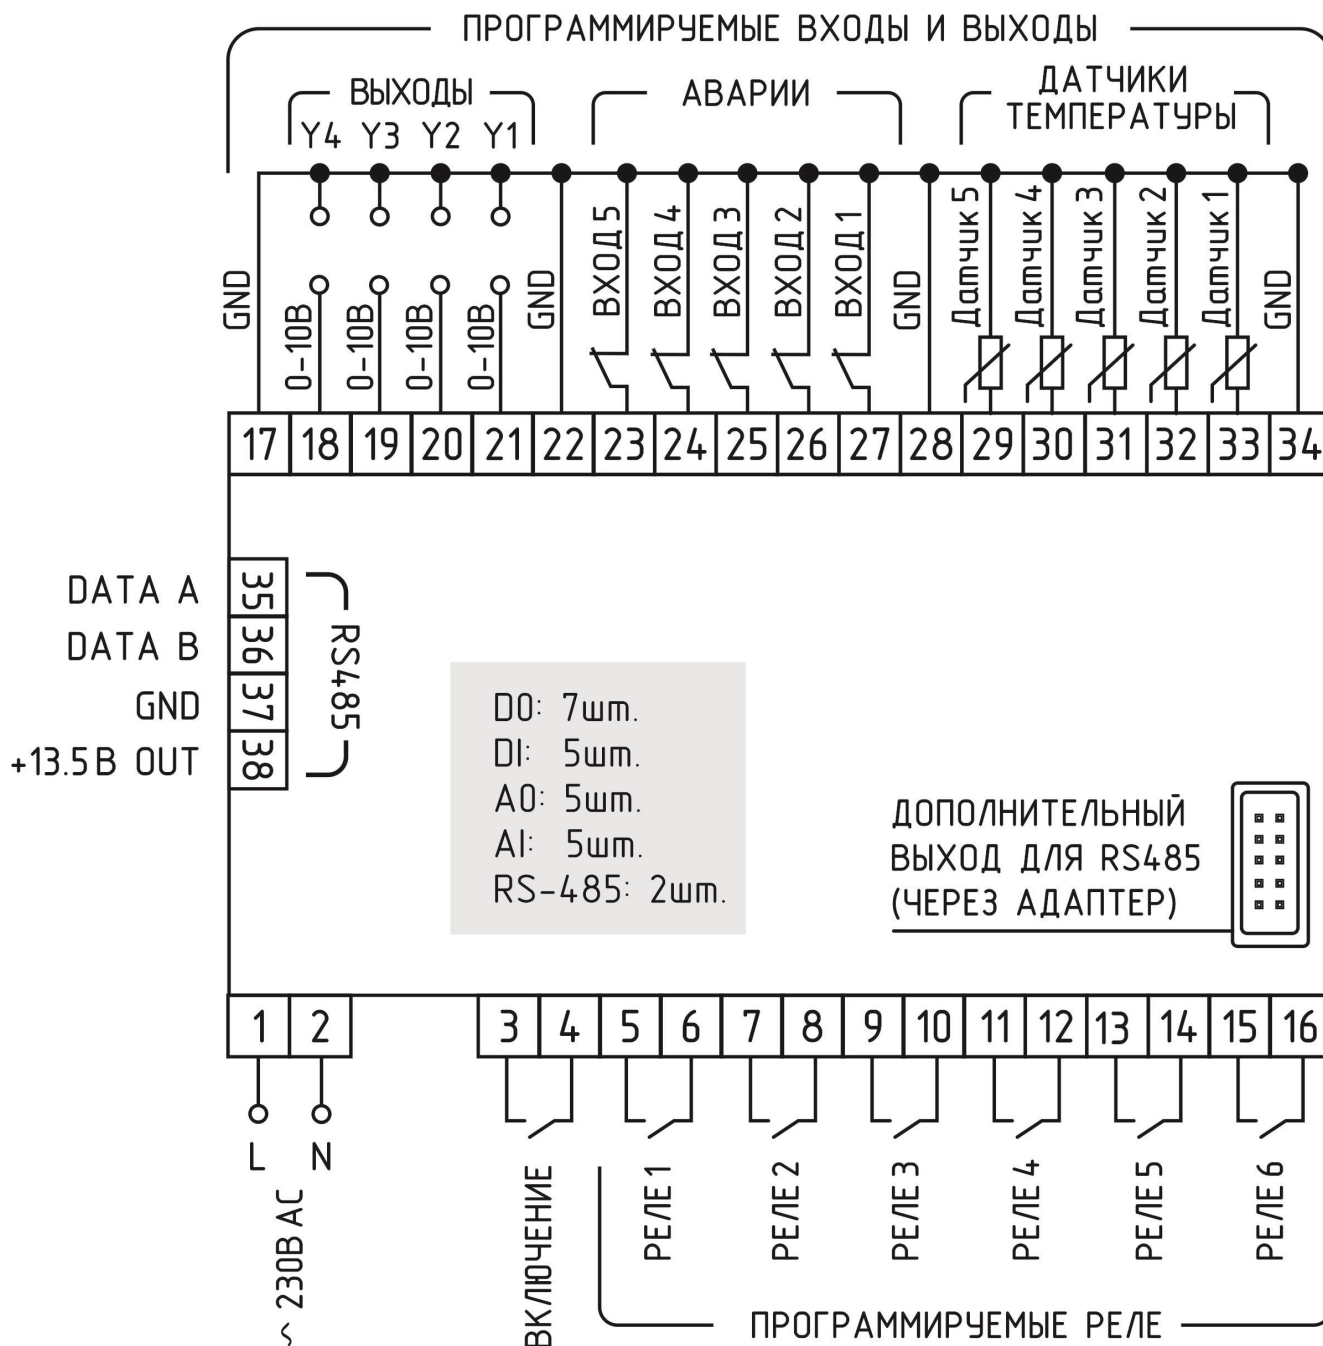 ПРОГРАММИРУЕМЫЕ ВХОДЫ И ВЫХОДЫ
ВЫХОДЫ
АВАРИИ
ДАТЧИКИ
ТЕМПЕРАТУРЫ
Y4 Y3 Y2 Y1
GND
0-10В
0-10В
0-10В
0-10В
GND
ВХОД 5
ВХОД 4
ВХОД 3
ВХОД 2
ВХОД 1
GND
Датчик 5
Датчик 4
Датчик 3
Датчик 2
Датчик 1
GND
17 18 19 20 21 22 23 24 25 26 27 28 29 30 31 32 33 34
DATA A 35
DATA B 36
GND 37
+13.5В OUT 38
RS485
DO: 7шт.
DI: 5шт.
AO: 5шт.
AI: 5шт.
RS-485: 2шт.
ДОПОЛНИТЕЛЬНЫЙ
ВЫХОД ДЛЯ RS485
(ЧЕРЕЗ АДАПТЕР)
1 2 3 4 5 6 7 8 9 10 11 12 13 14 15 16
L N
~ 230В AC
ВКЛЮЧЕНИЕ
РЕЛЕ 1
РЕЛЕ 2
РЕЛЕ 3
РЕЛЕ 4
РЕЛЕ 5
РЕЛЕ 6
ПРОГРАММИРУЕМЫЕ РЕЛЕ